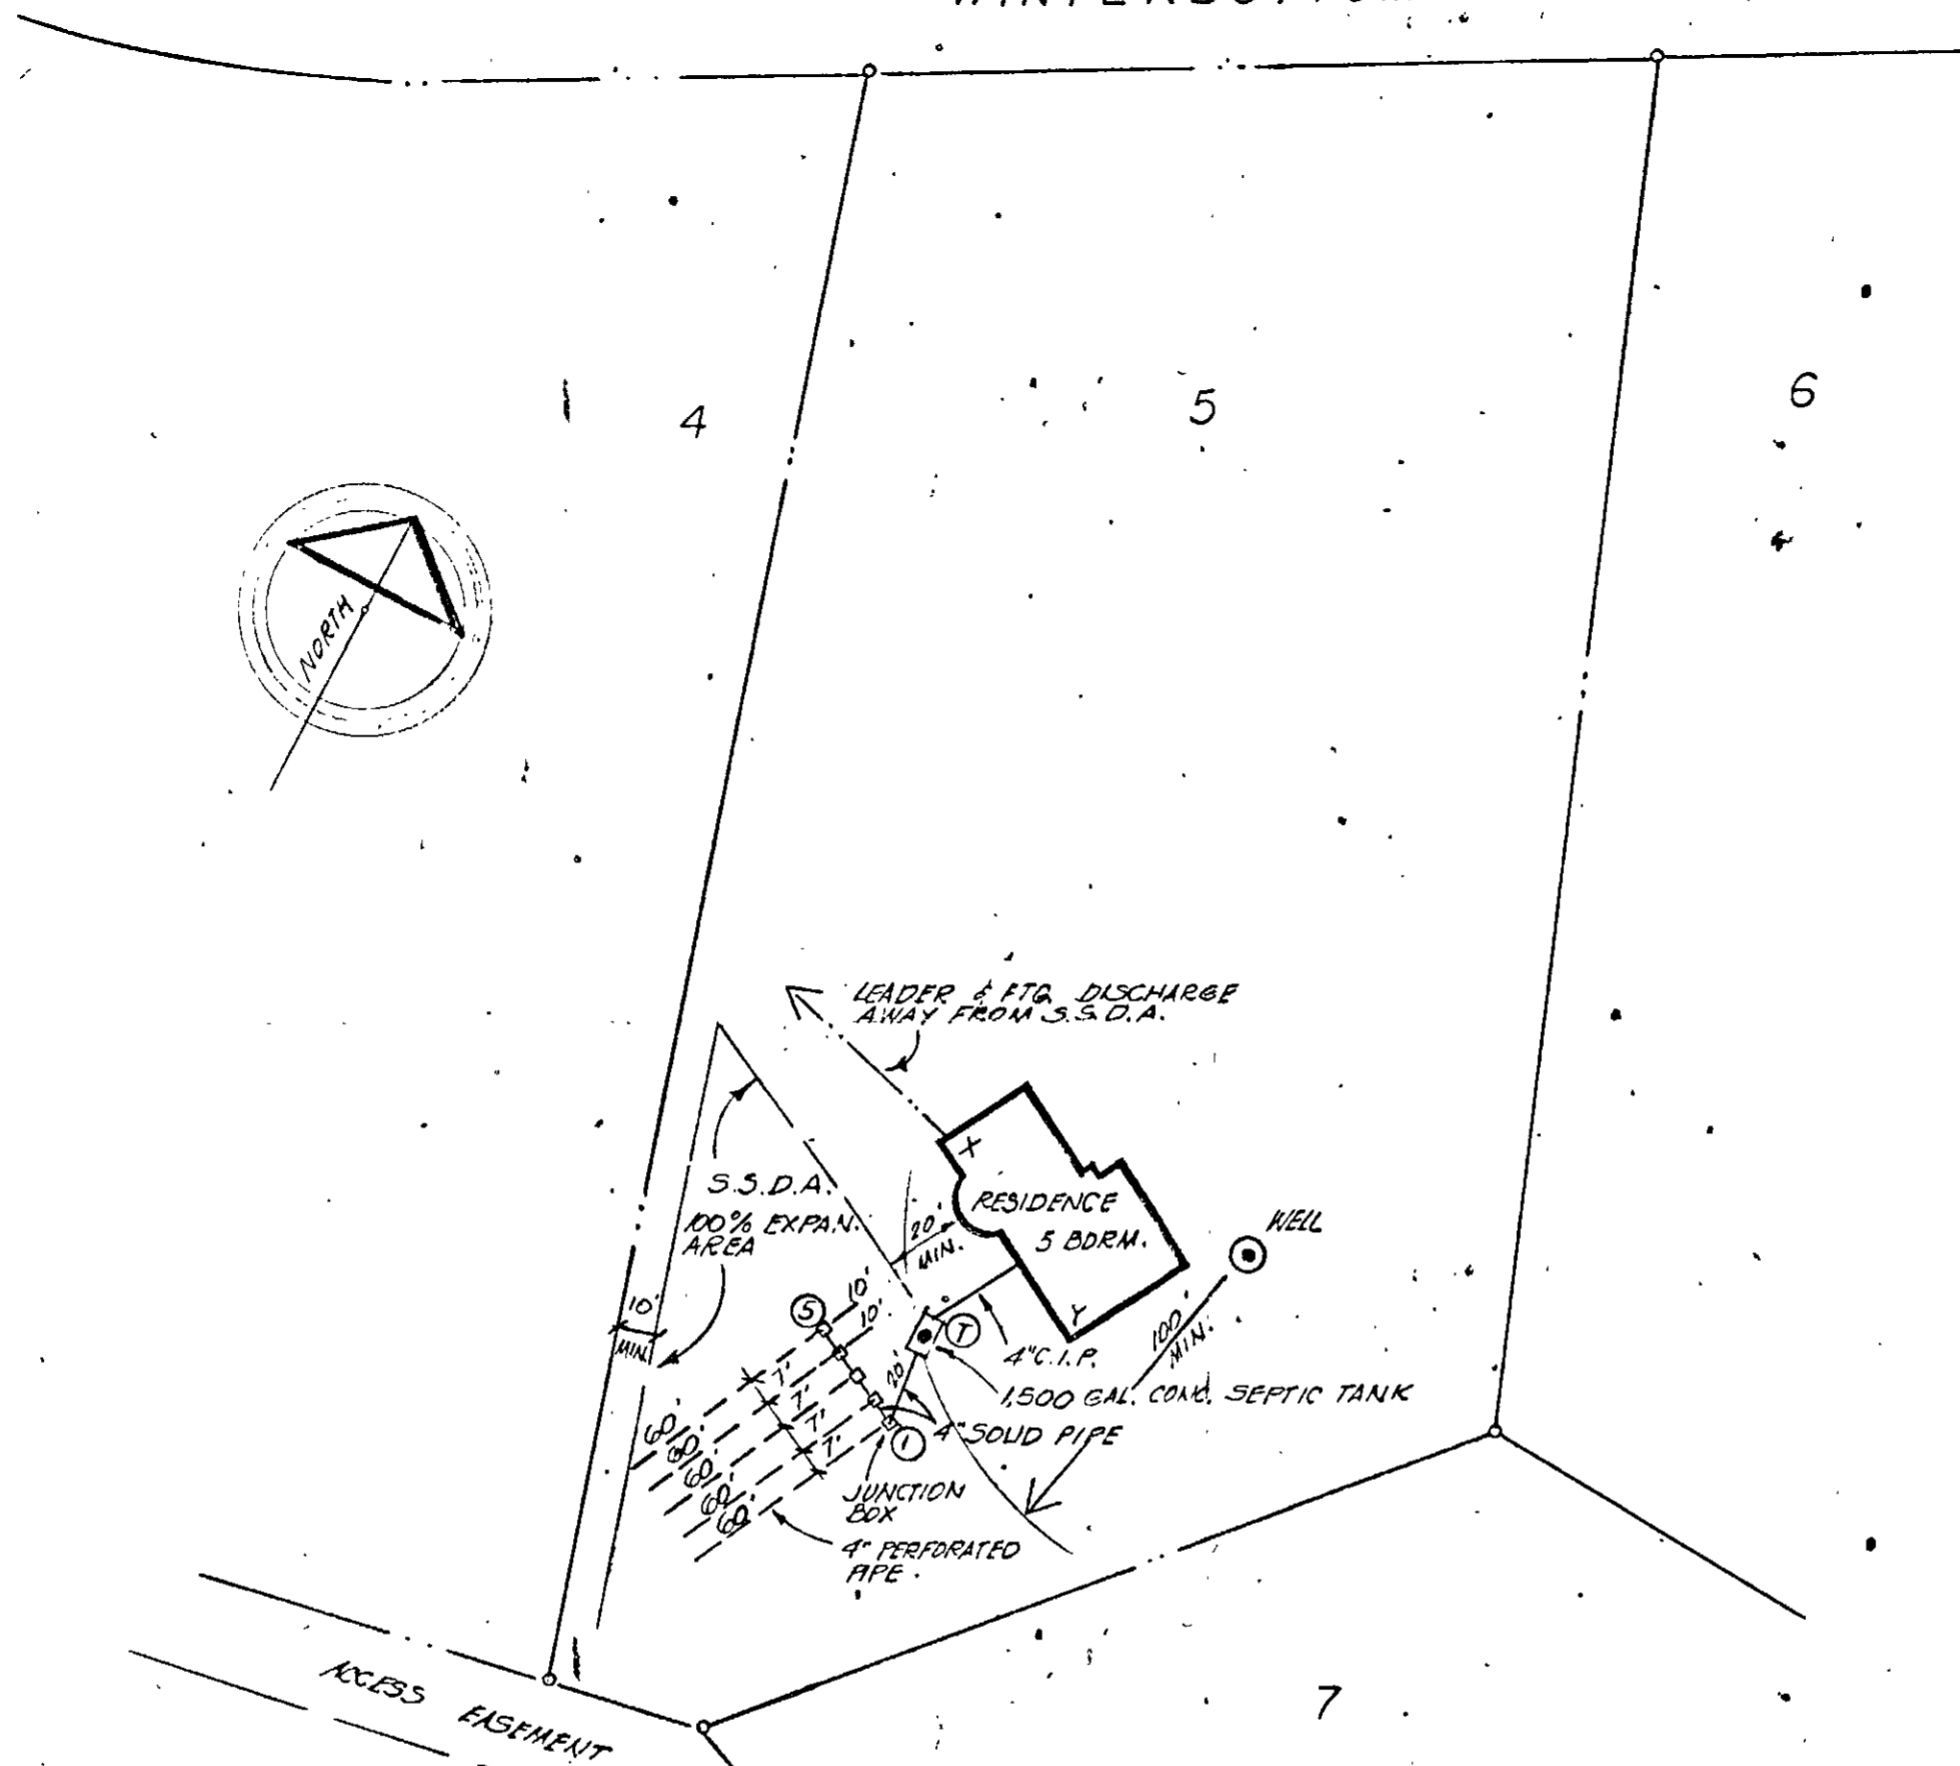 4
5
6
NORTH
LEADER & FTG. DISCHARGE
AWAY FROM S.S.D.A.
X
S.S.D.A.
100% EXPAN.
AREA
RESIDENCE
5 BDRM.
Y
WELL
20'
MIN.
100'
MIN.
10'
MIN.
10'
10'
5
T
4" C.I.P.
1,500 GAL. CONC. SEPTIC TANK
20'
4" SOLID PIPE
7'
7'
7'
7'
1
60'
60'
60'
60'
60'
JUNCTION
BOX
4" PERFORATED
PIPE.
ACCESS EASEMENT
7